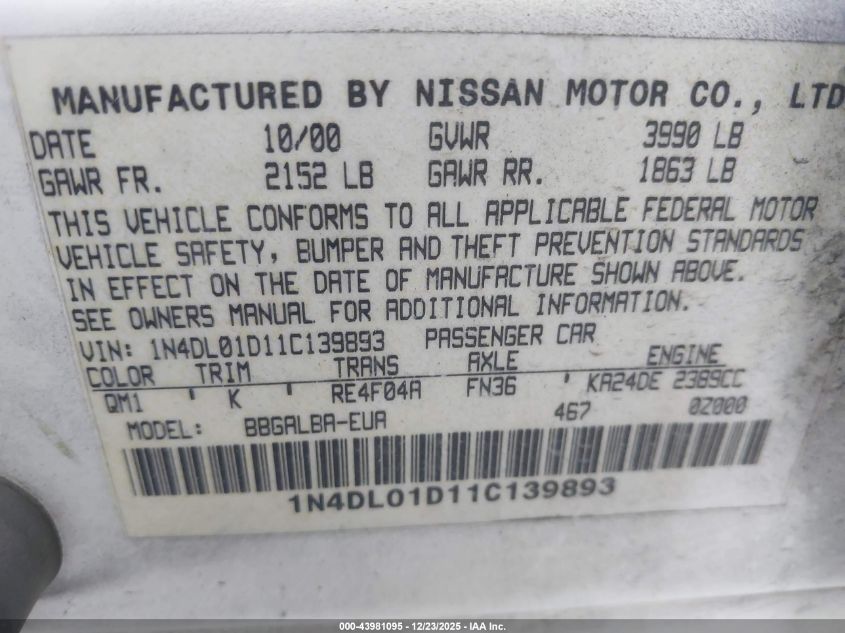 MANUFACTURED BY NISSAN MOTOR CO., LTD
DATE 10/00 GVWR 3990 LB
GAWR FR. 2152 LB GAWR RR. 1863 LB
THIS VEHICLE CONFORMS TO ALL APPLICABLE FEDERAL MOTOR
VEHICLE SAFETY, BUMPER AND THEFT PREVENTION STANDARDS
IN EFFECT ON THE DATE OF MANUFACTURE SHOWN ABOVE.
SEE OWNERS MANUAL FOR ADDITIONAL INFORMATION.
VIN: 1N4DL01D11C139893 PASSENGER CAR
COLOR TRIM TRANS AXLE ENGINE
QM1 ' K ' RE4F04A FN36 ' KA24DE 2389CC
MODEL: BBGALBA-EUA 467 0Z000
1N4DL01D11C139893
000-43981095 - 12/23/2025 - IAA Inc.